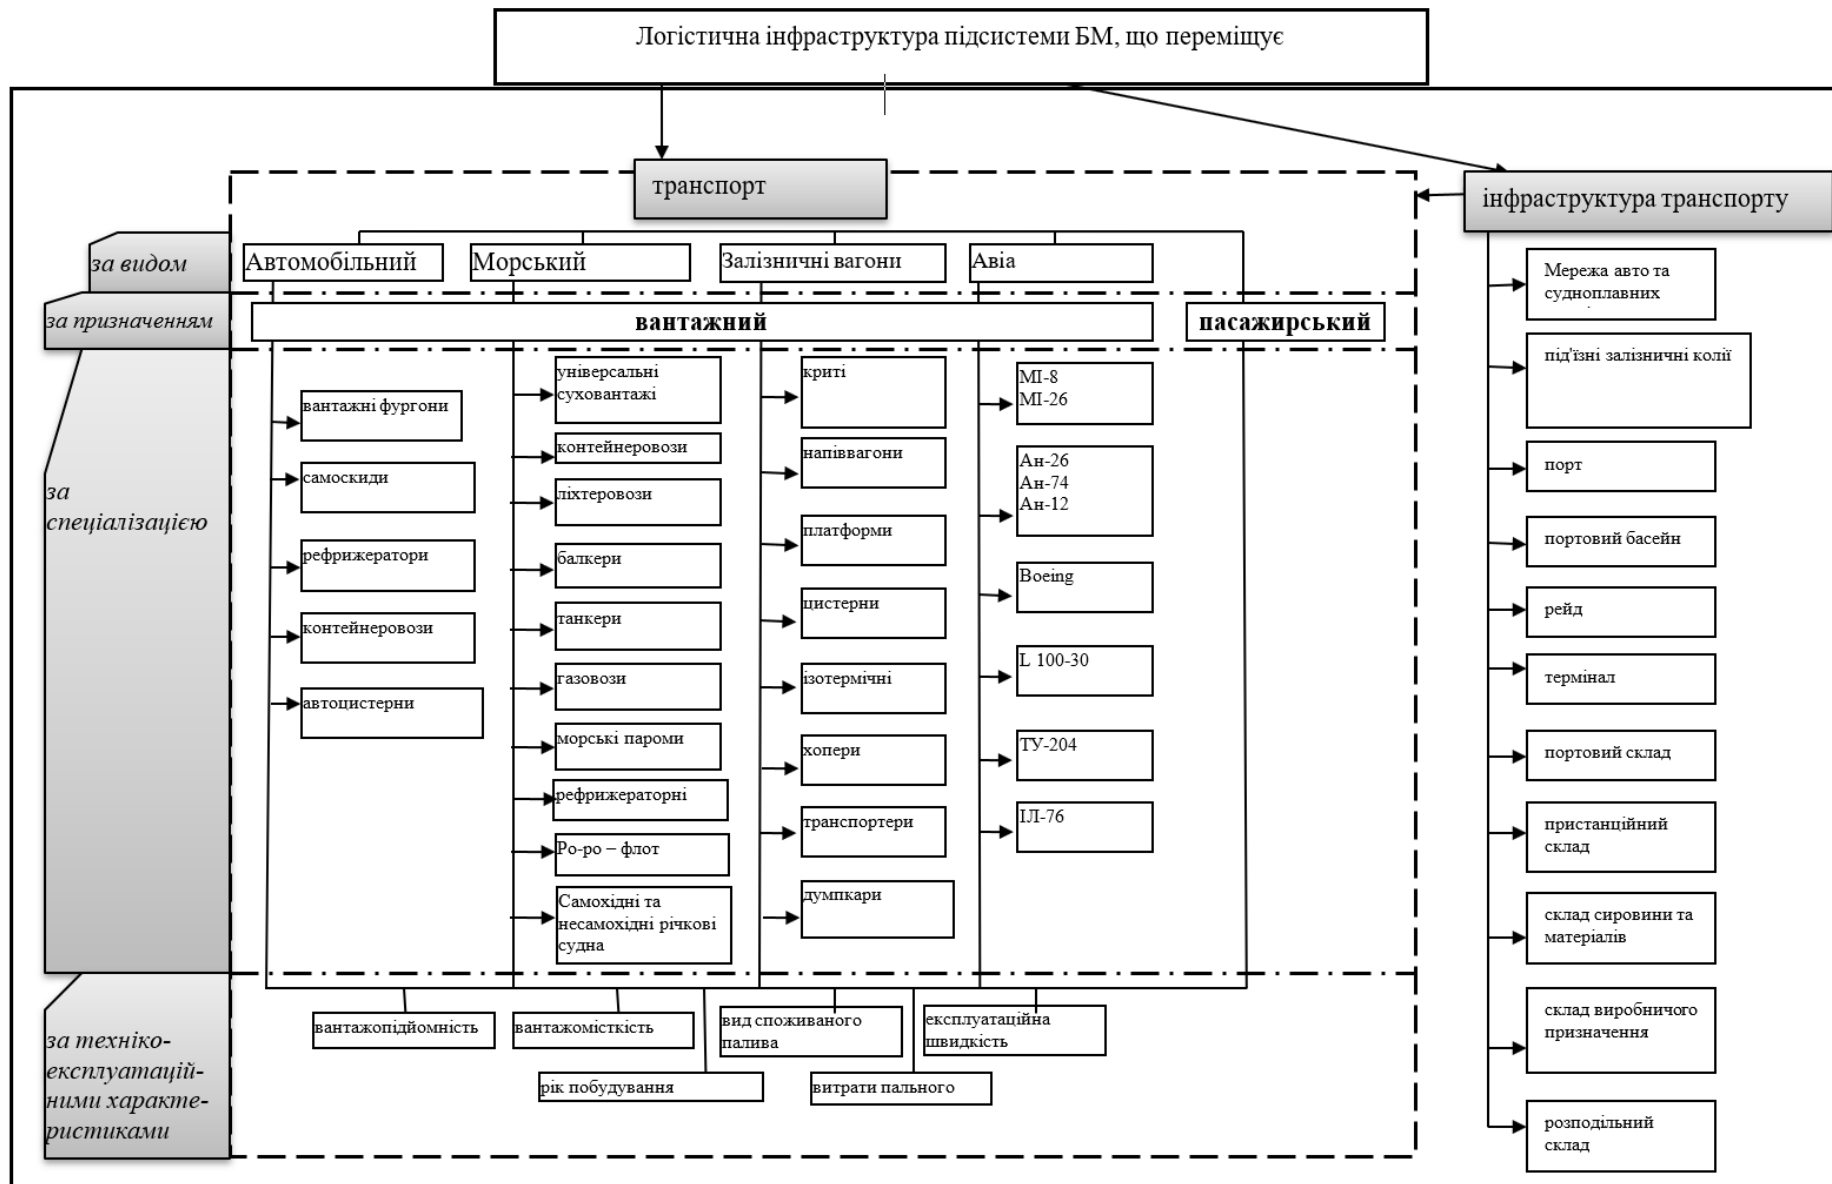 Логістична інфраструктура підсистеми БМ, що переміщує
транспорт
інфраструктура транспорту
за видом
Автомобільний
Морський
Залізничні вагони
Авіа
за призначенням
вантажний
пасажирський
за
спеціалізацією
вантажні фургони
самоскиди
рефрижератори
контейнеровози
автоцистерни
універсальні
суховантажі
контейнеровози
ліхтеровози
балкери
танкери
газовози
морські пароми
рефрижераторні
Ро-ро – флот
Самохідні та
несамохідні річкові
судна
криті
напіввагони
платформи
цистерни
ізотермічні
хопери
транспортери
думпкари
МІ-8
МІ-26
Ан-26
Ан-74
Ан-12
Boeing
L 100-30
ТУ-204
ІЛ-76
за техніко-
експлуатацій-
ними характе-
ристиками
вантажопідйомність
вантажомісткість
вид споживаного
палива
експлуатаційна
швидкість
рік побудування
витрати пального
Мережа авто та
судноплавних
під'їзні залізничні колії
порт
портовий басейн
рейд
термінал
портовий склад
пристанційний
склад
склад сировини та
матеріалів
склад виробничого
призначення
розподільний
склад